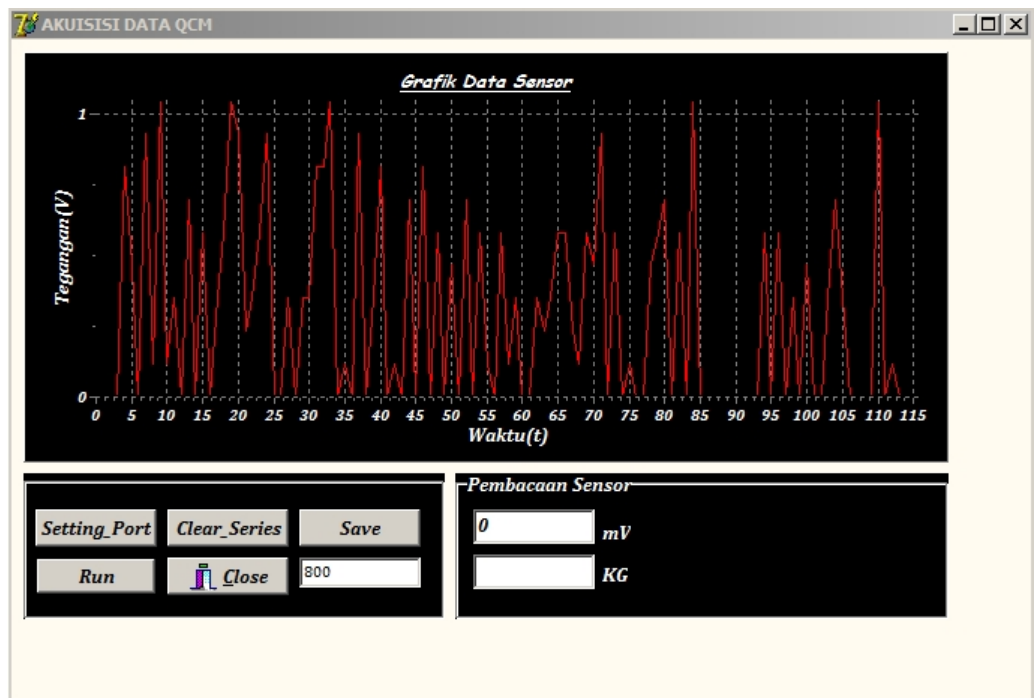 AKUISISI DATA QCM
Grafik Data Sensor
1
Tegangan(V)
0
0 5 10 15 20 25 30 35 40 45 50 55 60 65 70 75 80 85 90 95 100 105 110 115
Waktu(t)
Setting_Port Clear_Series Save
Run Close 800
Pembacaan Sensor
0 mV
KG